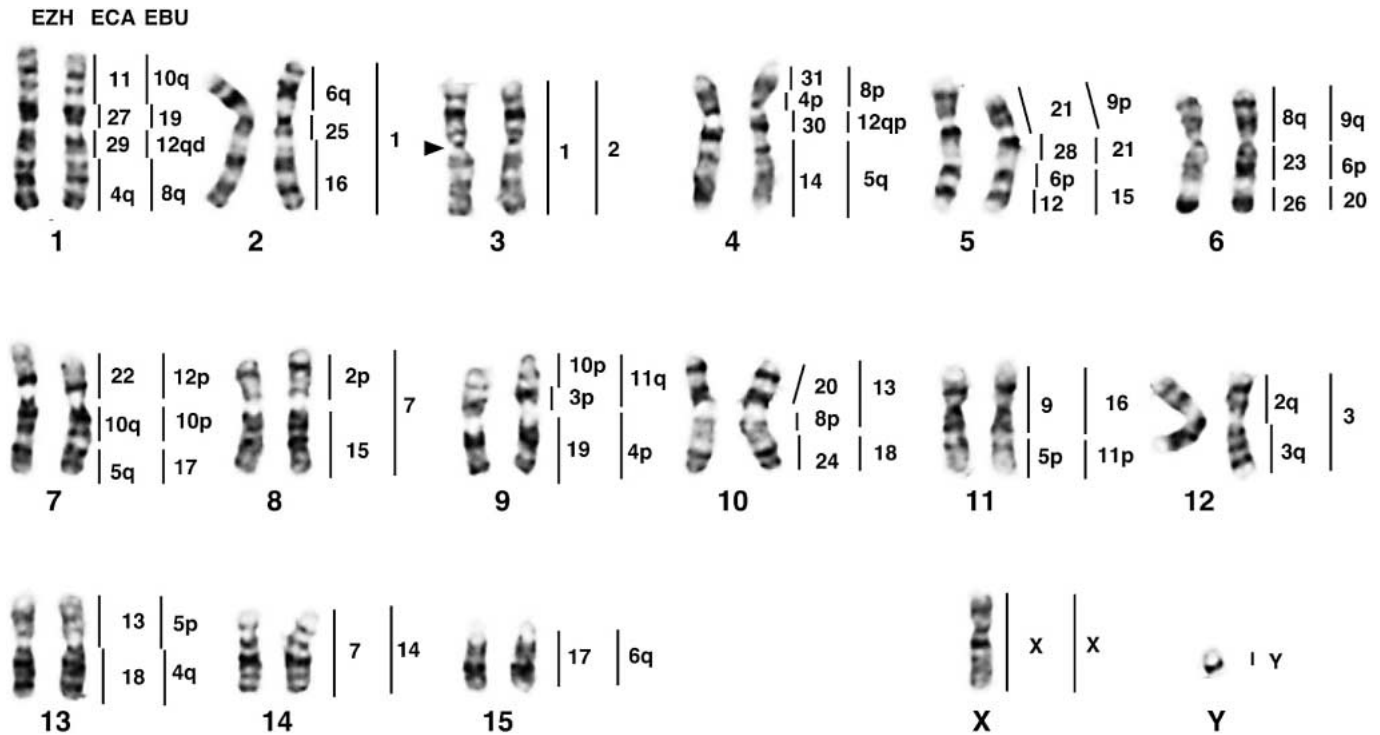 EZH ECA EBU
11 10q
27 19
29 12qd
4q 8q
1
6q
25
16
1
2
1 2
3
31
4p
30
14
8p
12qp
5q
4
21 9p
28 21
6p
12
15
5
8q 9q
23 6p
26 20
6
22 12p
10q 10p
5q 17
7
2p
15
7
8
10p
3p
19
11q
4p
9
20
8p
24
13
18
10
9 16
5p 11p
11
2q
3q
3
12
13 5p
18 4q
13
7 14
14
17 6q
15
X X
X
Y
Y